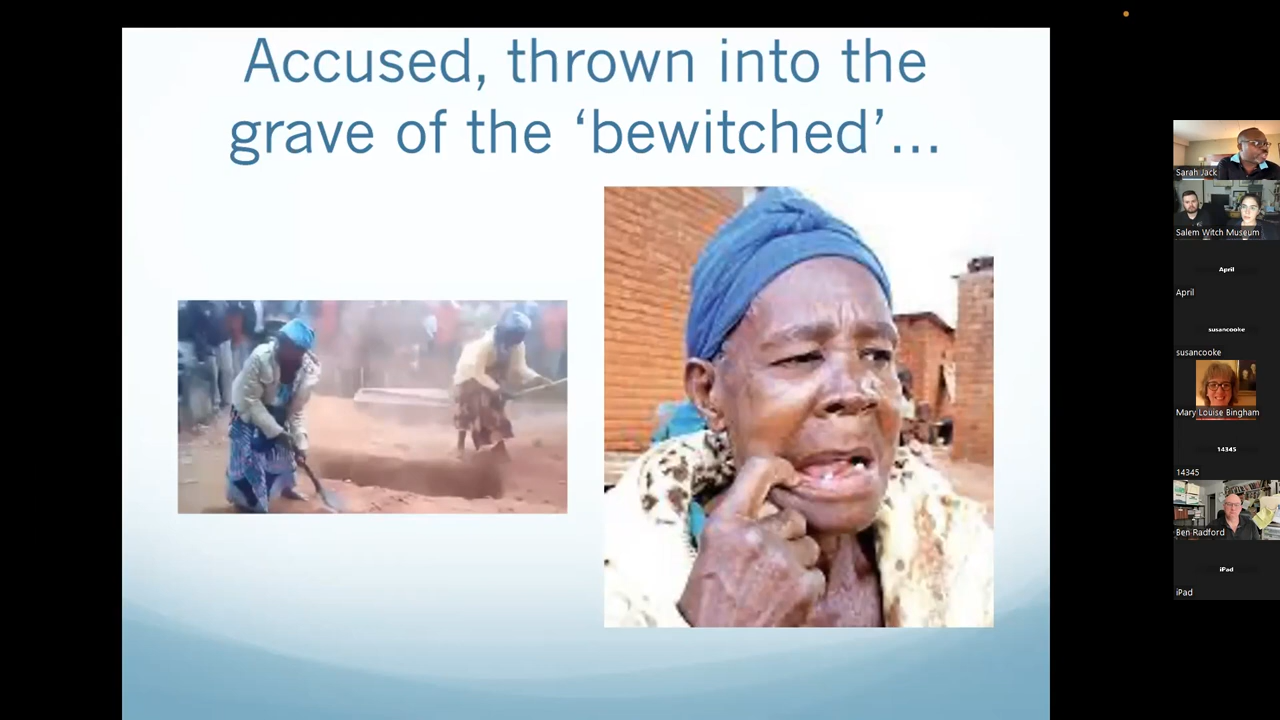 Accused, thrown into the
grave of the ‘bewitched’...
Sarah Jack
Salem Witch Museum
April
April
susancooke
susancooke
Mary Louise Bingham
14345
14345
Ben Radford
iPad
iPad